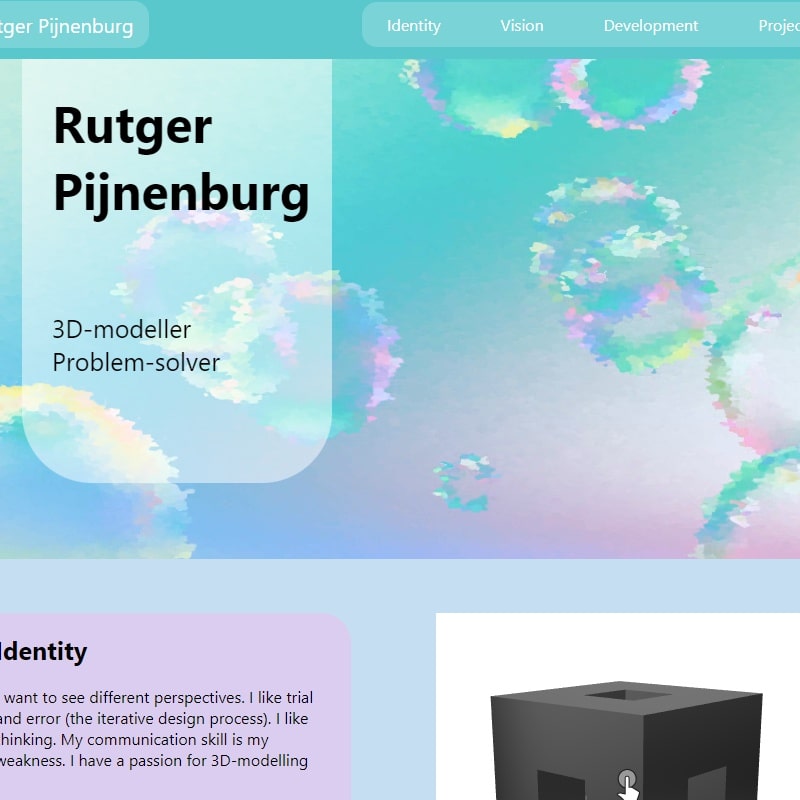 tger Pijnenburg
Identity
Vision
Development
Projec
Rutger
Pijnenburg
3D-modeller
Problem-solver
Identity
want to see different perspectives. I like trial
and error (the iterative design process). I like
thinking. My communication skill is my
weakness. I have a passion for 3D-modelling